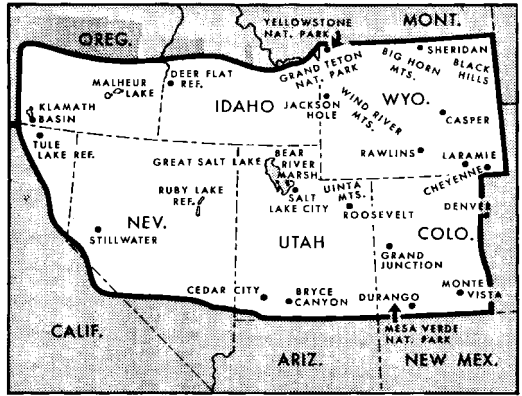 YELLOWSTONE
NAT. PARK
MONT.
OREG.
SHERIDAN
BIG HORN
MTS.
BLACK
HILLS
GRAND TETON
NAT. PARK
DEER FLAT
REF.
MALHEUR
LAKE
IDAHO
JACKSON
HOLE
WIND RIVER
MTS.
WYO.
KLAMATH
BASIN
CASPER
TULE
LAKE REF.
RAWLINS
LARAMIE
CHEYENNE
GREAT SALT LAKE
BEAR
RIVER
MARSH
UINTA
MTS.
RUBY LAKE
REF.
SALT
LAKE CITY
ROOSEVELT
DENVER
NEV.
STILLWATER
UTAH
COLO.
GRAND
JUNCTION
CEDAR CITY
BRYCE
CANYON
DURANGO
MONTE
VISTA
MESA VERDE
NAT. PARK
CALIF.
ARIZ.
NEW MEX.